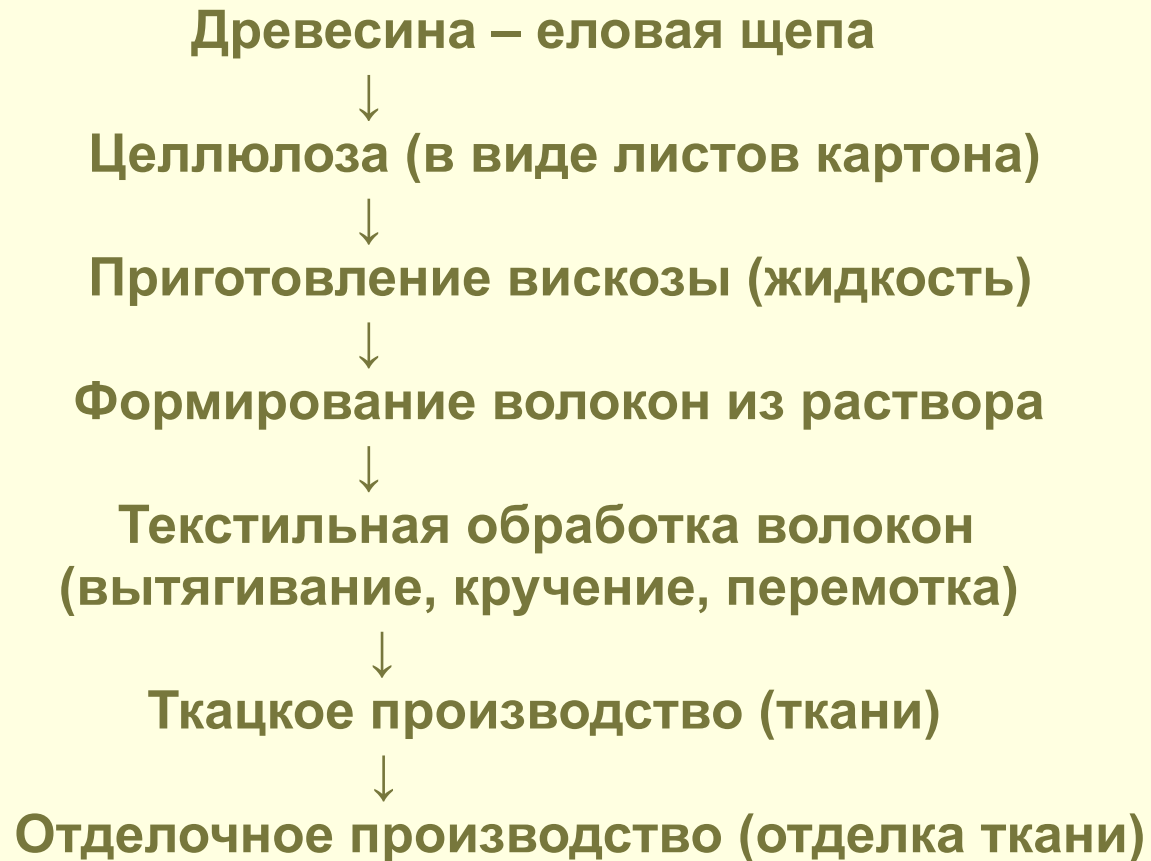 Древесина – еловая щепа
↓
Целлюлоза (в виде листов картона)
↓
Приготовление вискозы (жидкость)
↓
Формирование волокон из раствора
↓
Текстильная обработка волокон
(вытягивание, кручение, перемотка)
↓
Ткацкое производство (ткани)
↓
Отделочное производство (отделка ткани)